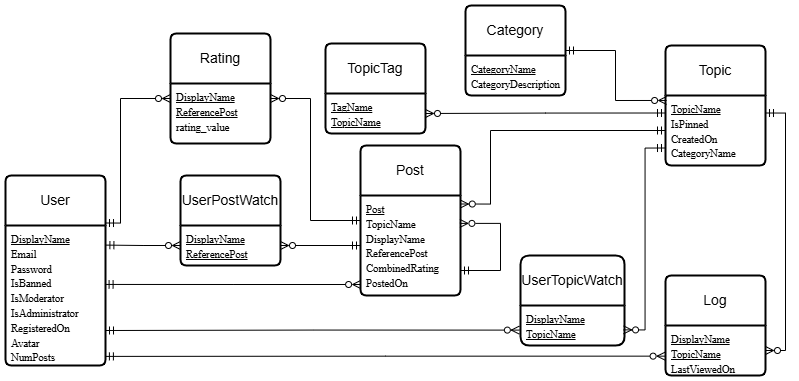 Category
CategoryName
CategoryDescription
Rating
DisplayName
ReferencePost
rating_value
TopicTag
TagName
TopicName
Topic
TopicName
IsPinned
CreatedOn
CategoryName
User
DisplayName
Email
Password
IsBanned
IsModerator
IsAdministrator
RegisteredOn
Avatar
NumPosts
UserPostWatch
DisplayName
ReferencePost
Post
Post
TopicName
DisplayName
ReferencePost
CombinedRating
PostedOn
UserTopicWatch
DisplayName
TopicName
Log
DisplayName
TopicName
LastViewedOn